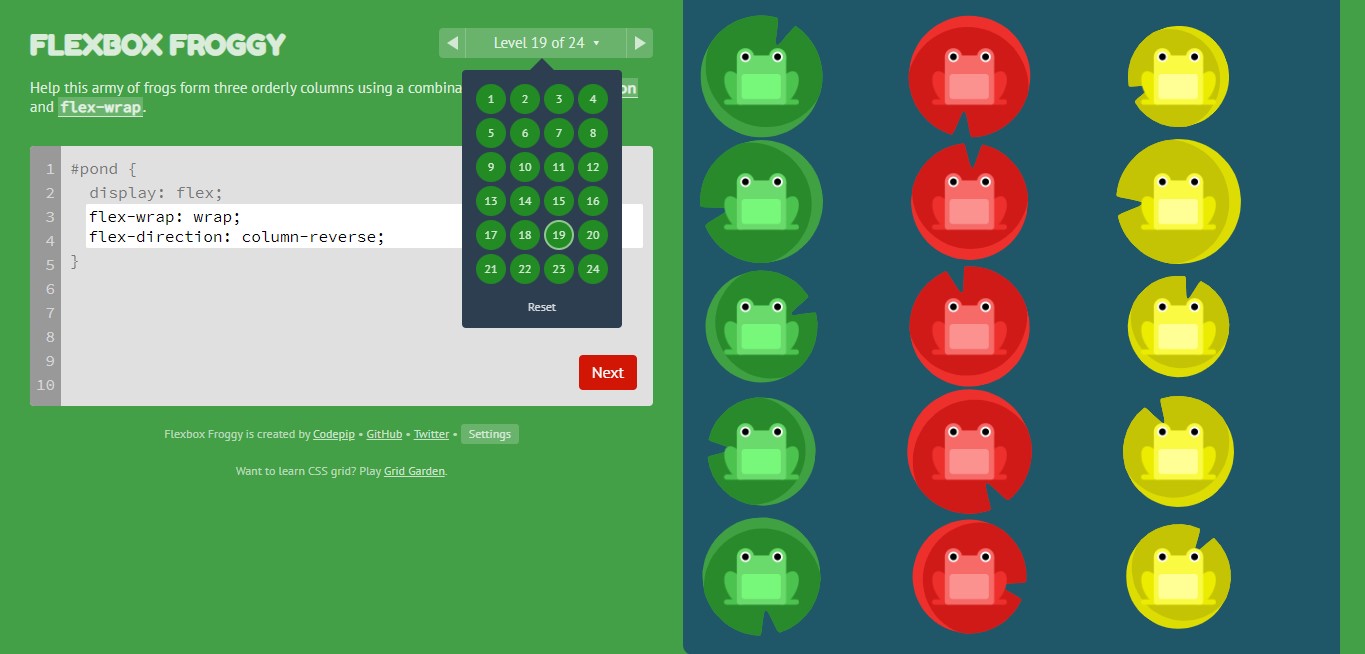 FLEXBOX FROGGY
Level 19 of 24
Help this army of frogs form three orderly columns using a combina on
and flex-wrap.
1 2 3 4
5 6 7 8
9 10 11 12
13 14 15 16
17 18 19 20
21 22 23 24
Reset
1 #pond {
2 display: flex;
3 flex-wrap: wrap;
4 flex-direction: column-reverse;
5 }
6
7
8
9
10
Next
Flexbox Froggy is created by Codepip • GitHub • Twitter • Settings
Want to learn CSS grid? Play Grid Garden.